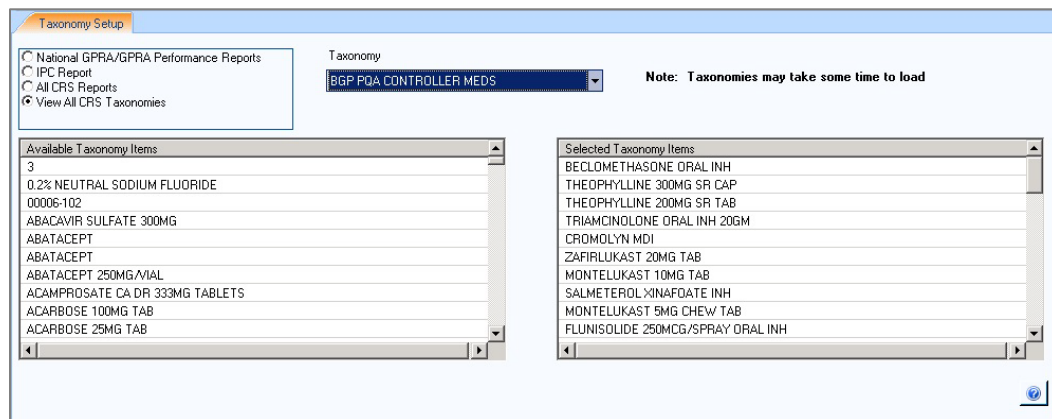 Taxonomy Setup
National GPRA/GPRA Performance Reports
IPC Report
All CRS Reports
View All CRS Taxonomies
Taxonomy
BGP PQA CONTROLLER MEDS
Note: Taxonomies may take some time to load
Available Taxonomy Items
3
0.2% NEUTRAL SODIUM FLUORIDE
00006-102
ABACAVIR SULFATE 300MG
ABATACEPT
ABATACEPT
ABATACEPT 250MG/VIAL
ACAMPROSATE CA DR 333MG TABLETS
ACARBOSE 100MG TAB
ACARBOSE 25MG TAB
Selected Taxonomy Items
BECLOMETHASONE ORAL INH
THEOPHYLLINE 300MG SR CAP
THEOPHYLLINE 200MG SR TAB
TRIAMCINOLONE ORAL INH 20GM
CROMOLYN MDI
ZAFIRLUKAST 20MG TAB
MONTELUKAST 10MG TAB
SALMETEROL XINAFOATE INH
MONTELUKAST 5MG CHEW TAB
FLUNISOLIDE 250MCG/SPRAY ORAL INH